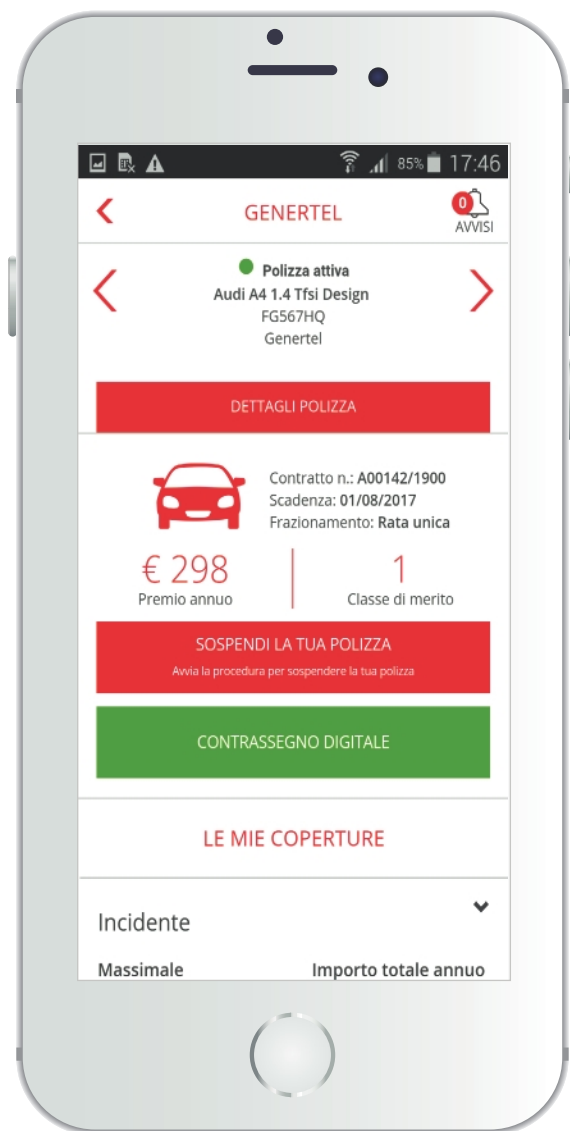 85% 17:46
GENERTEL
0
AVVISI
Polizza attiva
Audi A4 1.4 Tfsi Design
FG567HQ
Genertel
DETTAGLI POLIZZA
Contratto n.: A00142/1900
Scadenza: 01/08/2017
Frazionamento: Rata unica
€ 298
Premio annuo
1
Classe di merito
SOSPENDI LA TUA POLIZZA
Avvia la procedura per sospendere la tua polizza
CONTRASSEGNO DIGITALE
LE MIE COPERTURE
Incidente
Massimale Importo totale annuo